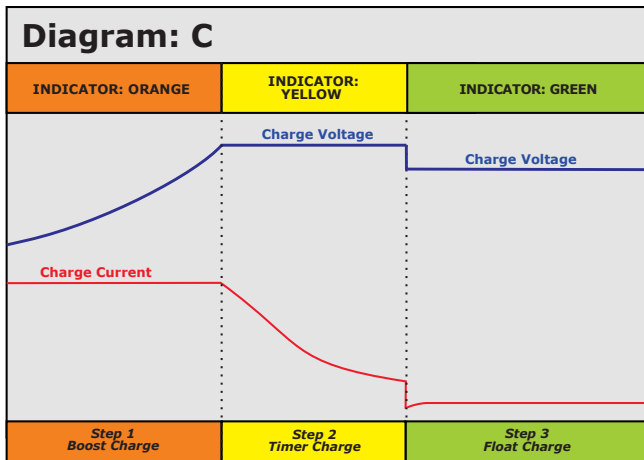 Diagram: C
INDICATOR: ORANGE
INDICATOR:
YELLOW
INDICATOR: GREEN
Charge Voltage
Charge Voltage
Charge Current
Step 1
Boost Charge
Step 2
Timer Charge
Step 3
Float Charge